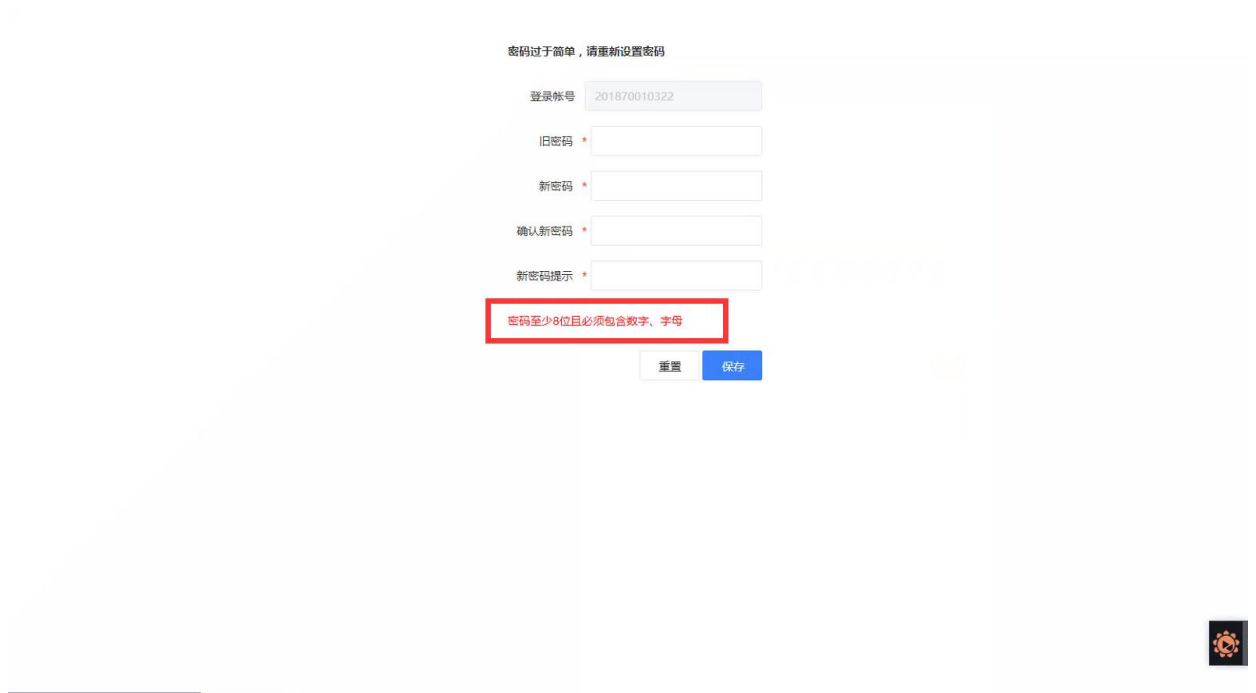 密码过于简单，请重新设置密码
登录帐号 201870010322
旧密码 *
新密码 *
确认新密码 *
新密码提示 *
密码至少8位且必须包含数字、字母
重置 保存